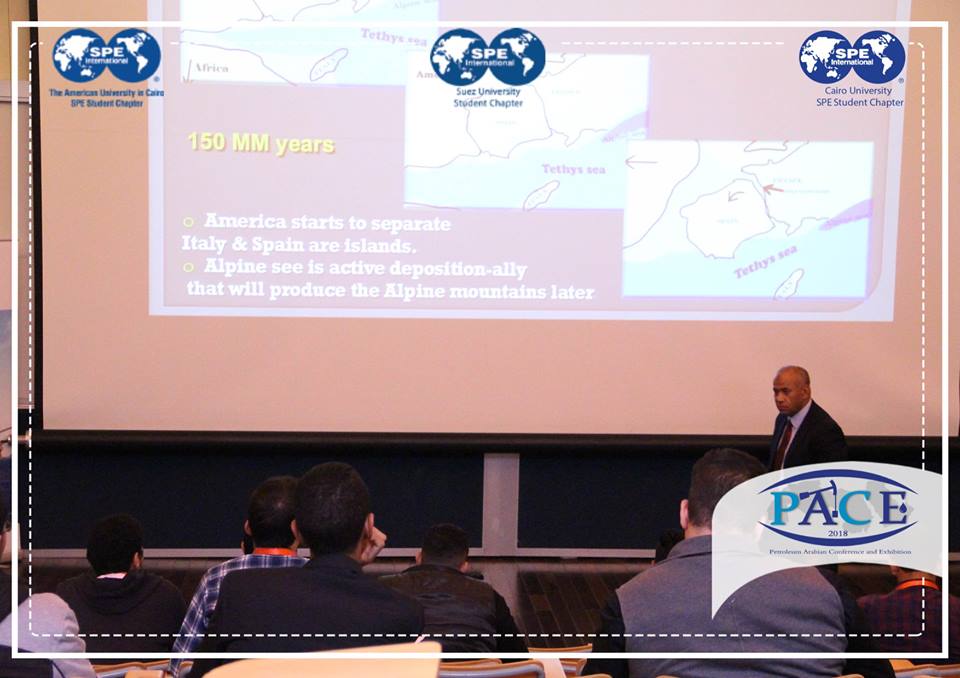 SPE
International
The American University in Cairo
SPE Student Chapter
SPE
International
Suez University
Student Chapter
SPE
International
Cairo University
SPE Student Chapter
Tethys sea
Africa
150 MM years
Tethys sea
Tethys sea
America starts to separate
Italy & Spain are islands.
Alpine see is active deposition-ally
that will produce the Alpine mountains later
PACE
2018
Petroleum Arabian Conference and Exhibition